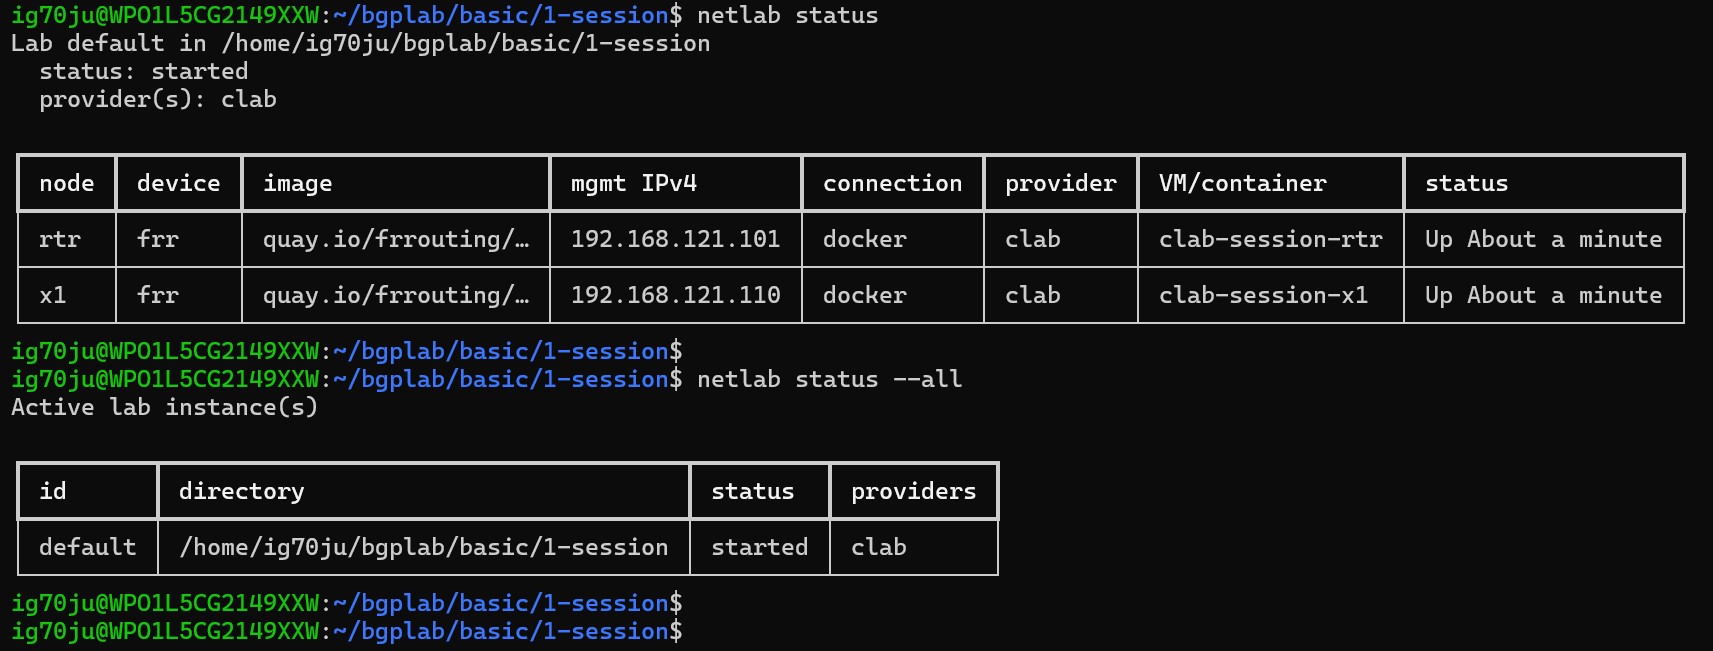 ig70ju@WPO1L5CG2149XXW:~/bgplab/basic/1-session$ netlab status
Lab default in /home/ig70ju/bgplab/basic/1-session
  status: started
  provider(s): clab
node device image mgmt IPv4 connection provider VM/container status
rtr frr quay.io/frrouting/… 192.168.121.101 docker clab clab-session-rtr Up About a minute
x1 frr quay.io/frrouting/… 192.168.121.110 docker clab clab-session-x1 Up About a minute
ig70ju@WPO1L5CG2149XXW:~/bgplab/basic/1-session$
ig70ju@WPO1L5CG2149XXW:~/bgplab/basic/1-session$ netlab status --all
Active lab instance(s)
id directory status providers
default /home/ig70ju/bgplab/basic/1-session started clab
ig70ju@WPO1L5CG2149XXW:~/bgplab/basic/1-session$
ig70ju@WPO1L5CG2149XXW:~/bgplab/basic/1-session$